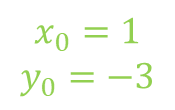 x₀ = 1
y₀ = −3